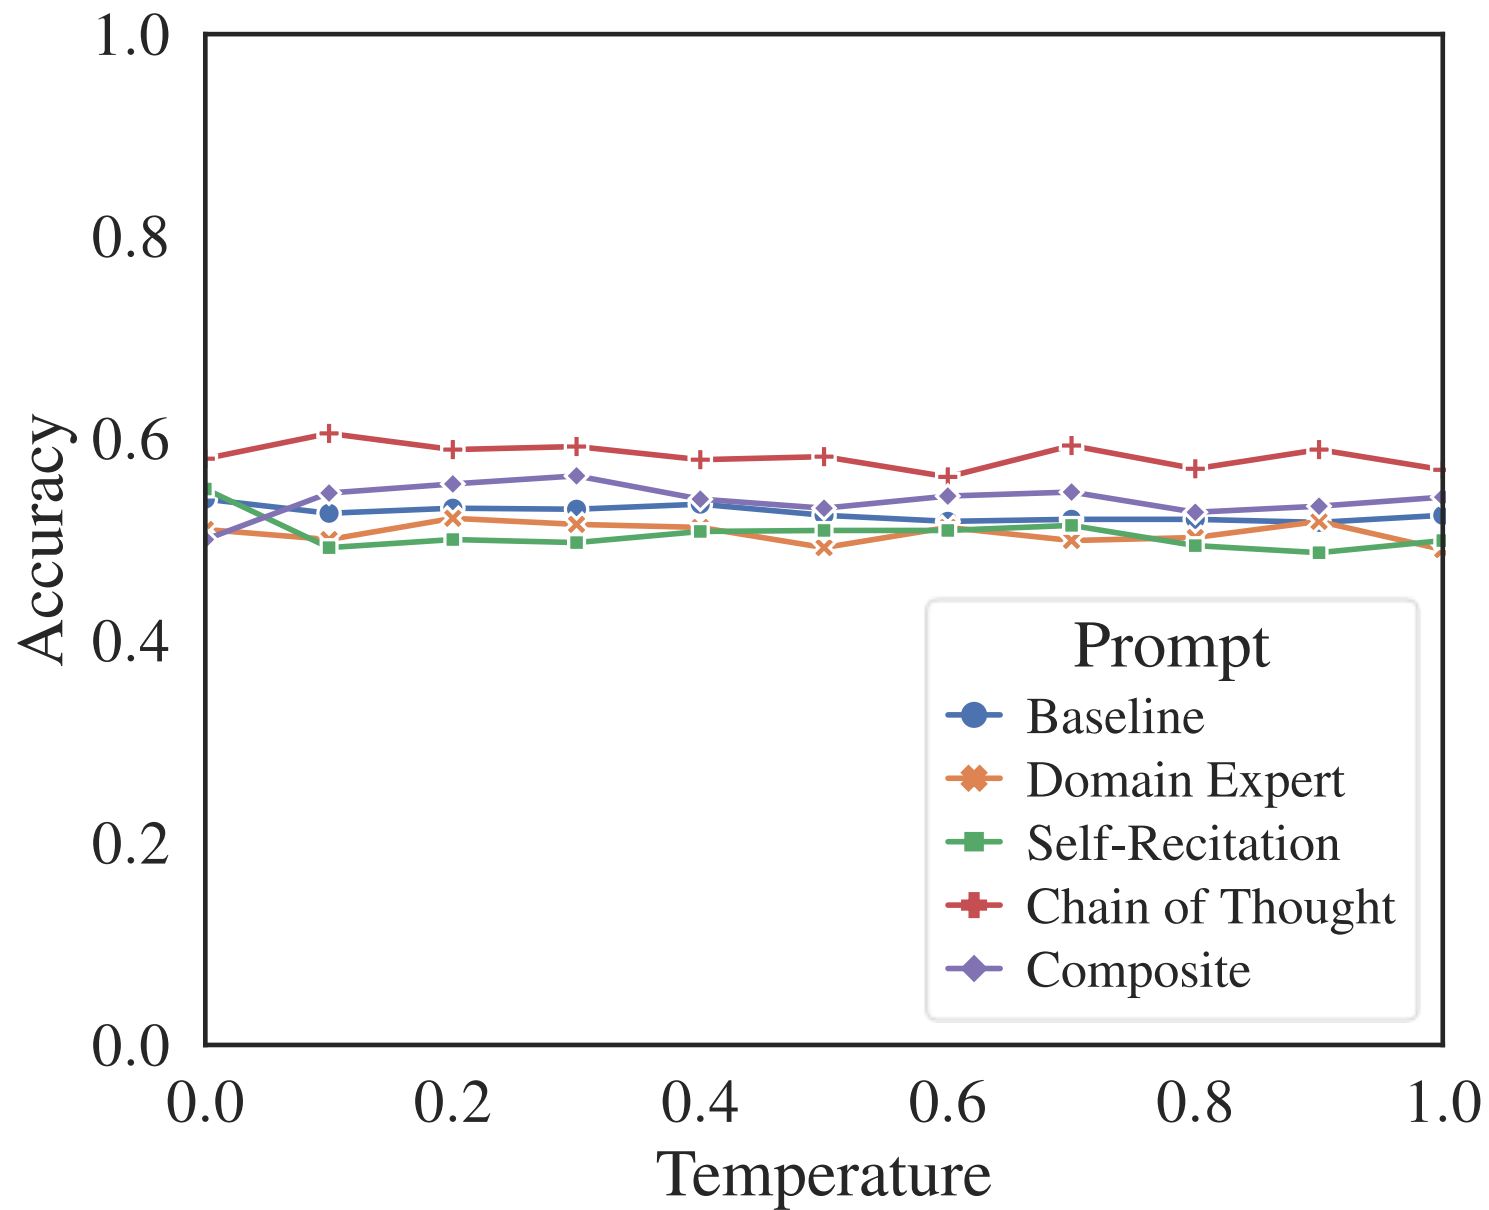 1.0
0.8
0.6
0.4
0.2
0.0
Accuracy
Prompt
Baseline
Domain Expert
Self-Recitation
Chain of Thought
Composite
0.0 0.2 0.4 0.6 0.8 1.0
Temperature